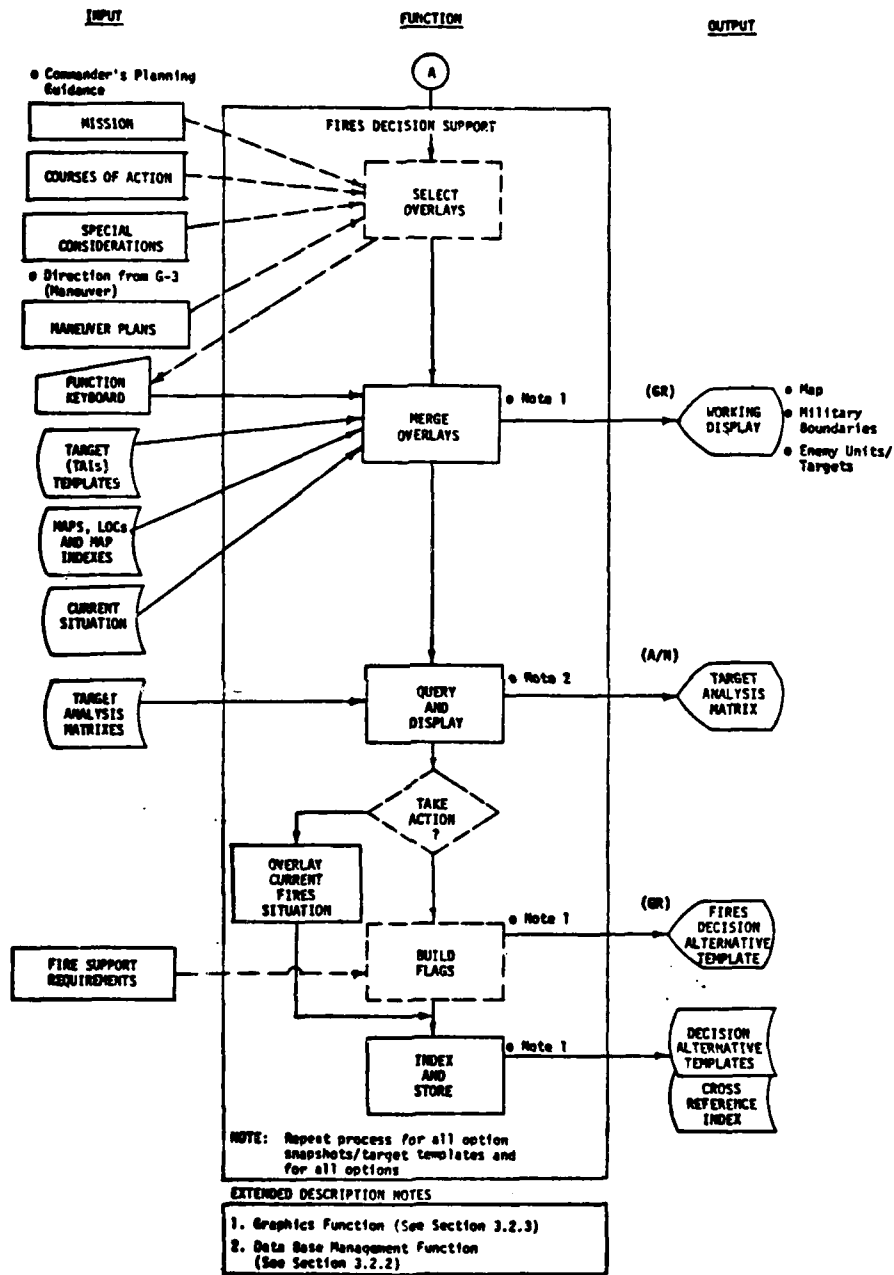 INPUT
FUNCTION
OUTPUT
A
● Commander's Planning
Guidance
MISSION
COURSES OF ACTION
SPECIAL
CONSIDERATIONS
● Direction from G-3
(Maneuver)
MANEUVER PLANS
FUNCTION
KEYBOARD
TARGET
(TAIs)
TEMPLATES
MAPS, LOCs
AND MAP
INDEXES
CURRENT
SITUATION
TARGET
ANALYSIS
MATRIXES
FIRE SUPPORT
REQUIREMENTS
FIRES DECISION SUPPORT
SELECT
OVERLAYS
MERGE
OVERLAYS
● Note 1
QUERY
AND
DISPLAY
● Note 2
TAKE
ACTION
?
OVERLAY
CURRENT
FIRES
SITUATION
BUILD
FLAGS
● Note 1
INDEX
AND
STORE
● Note 1
NOTE: Repeat process for all option
snapshots/target templates and
for all options
(GR)
WORKING
DISPLAY
● Map
● Military
Boundaries
● Enemy Units/
Targets
(A/N)
TARGET
ANALYSIS
MATRIX
(GR)
FIRES
DECISION
ALTERNATIVE
TEMPLATE
DECISION
ALTERNATIVE
TEMPLATES
CROSS
REFERENCE
INDEX
EXTENDED DESCRIPTION NOTES
1. Graphics Function (See Section 3.2.3)
2. Data Base Management Function
(See Section 3.2.2)